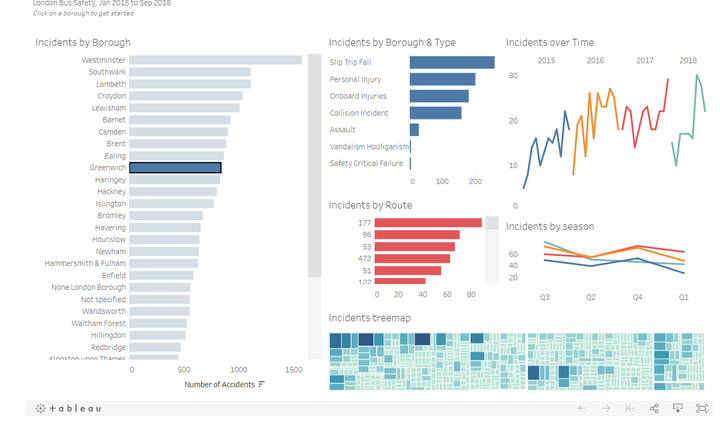 London Bus Safety, Jan 2015 to Sep 2018
Click on a borough to get started
Incidents by Borough
Westminster
Southwark
Lambeth
Croydon
Lewisham
Barnet
Camden
Brent
Ealing
Greenwich
Haringey
Hackney
Islington
Bromley
Havering
Hounslow
Newham
Hammersmith & Fulham
Enfield
None London Borough
Not specified
Wandsworth
Waltham Forest
Hillingdon
Redbridge
Kingston upon Thames
0 500 1000 1500
Number of Accidents
Incidents by Borough & Type
Slip Trip Fall
Personal Injury
Onboard Injuries
Collision Incident
Assault
Vandalism Hooliganism
Safety Critical Failure
0 100 200
Incidents by Route
177
96
53
472
51
122
0 20 40 60 80
Incidents over Time
2015 2016 2017 2018
30
20
10
0
Incidents by season
60
40
20
Q3 Q2 Q4 Q1
Incidents treemap
+ a b l e a u